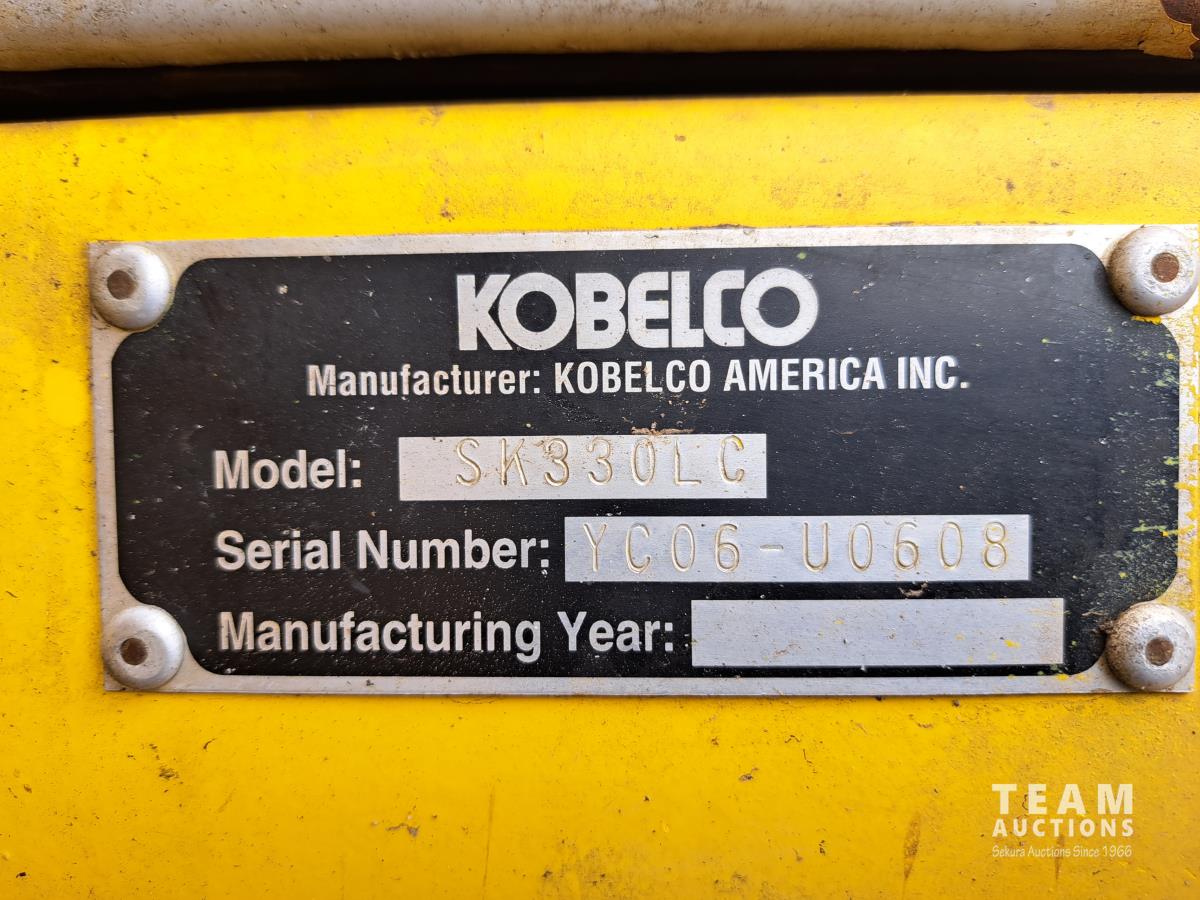 KOBELCO
Manufacturer: KOBELCO AMERICA INC.
Model: SK330LC
Serial Number: YC06-U0608
Manufacturing Year:
TEAM
AUCTIONS
Sekura Auctions Since 1966